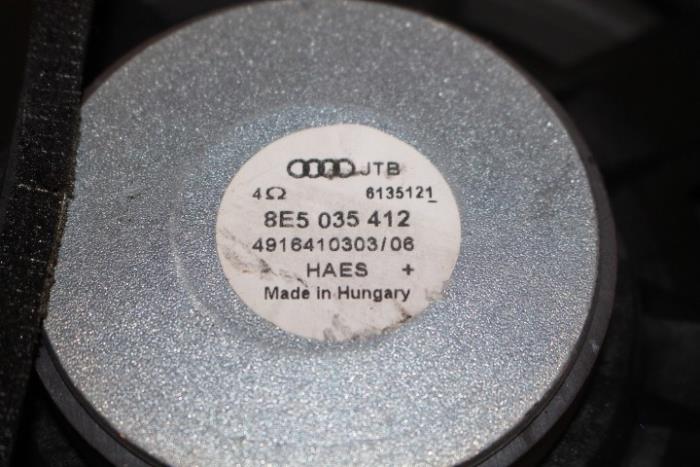 JTB
4Ω 6135121
8E5 035 412
4916410303/06
HAES +
Made in Hungary